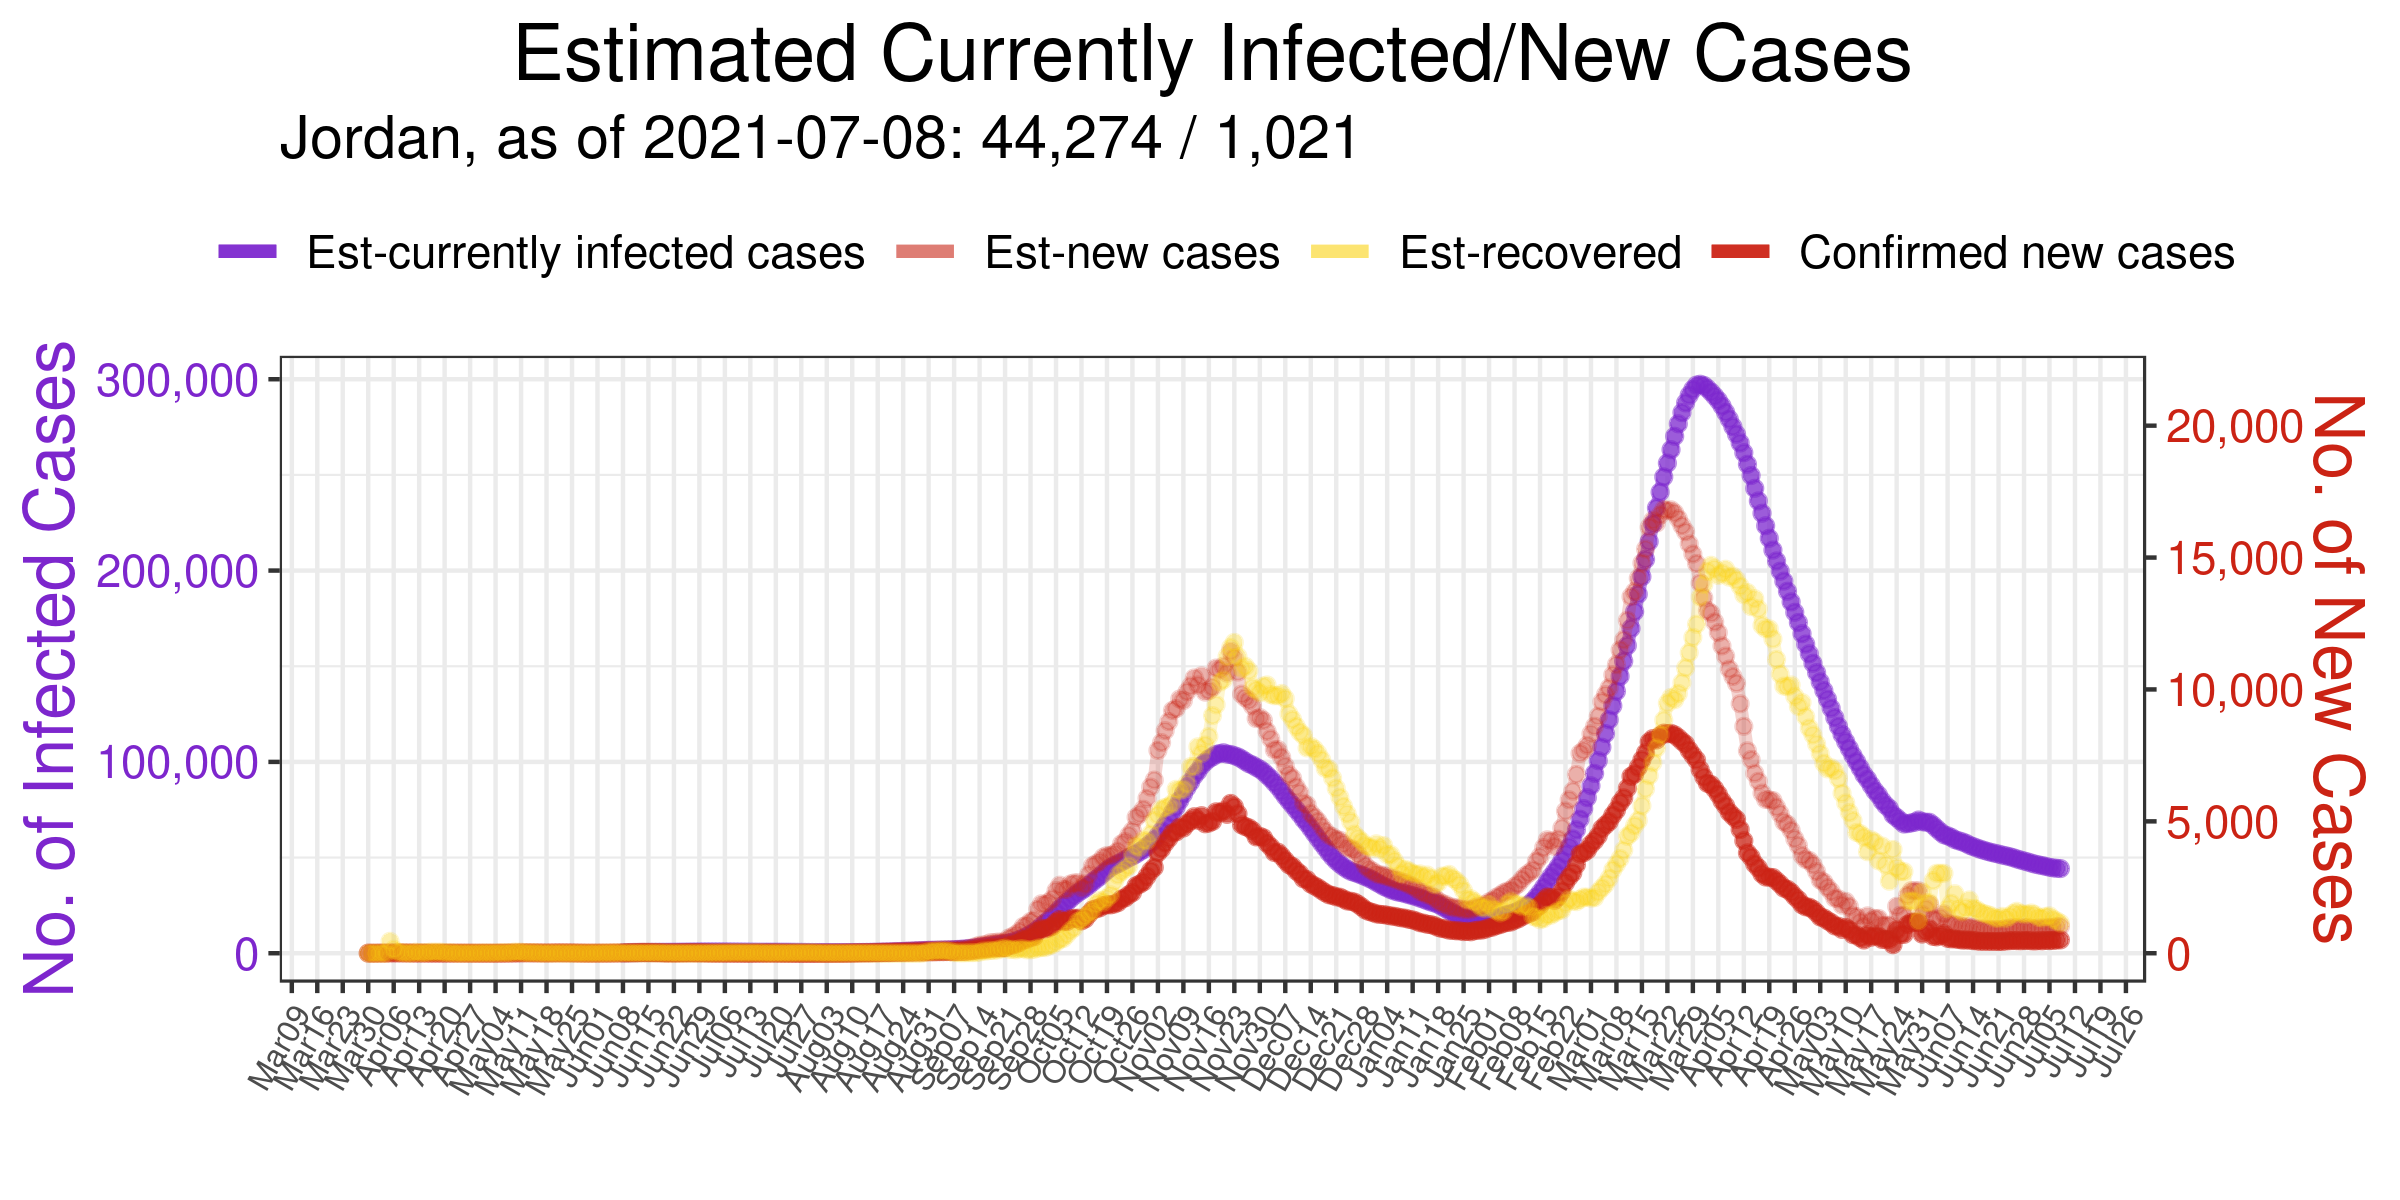 Estimated Currently Infected/New Cases
Jordan, as of 2021-07-08: 44,274 / 1,021
Est-currently infected cases
Est-new cases
Est-recovered
Confirmed new cases
No. of Infected Cases
300,000
200,000
100,000
0
20,000
15,000
10,000
5,000
0
No. of New Cases
Mar09
Mar16
Mar23
Mar30
Apr06
Apr13
Apr20
Apr27
May04
May11
May18
May25
Jun01
Jun08
Jun15
Jun22
Jun29
Jul06
Jul13
Jul20
Jul27
Aug03
Aug10
Aug17
Aug24
Aug31
Sep07
Sep14
Sep21
Sep28
Oct05
Oct12
Oct19
Oct26
Nov02
Nov09
Nov16
Nov23
Nov30
Dec07
Dec14
Dec21
Dec28
Jan04
Jan11
Jan18
Jan25
Feb01
Feb08
Feb15
Feb22
Mar01
Mar08
Mar15
Mar22
Mar29
Apr05
Apr12
Apr19
Apr26
May03
May10
May17
May24
May31
Jun07
Jun14
Jun21
Jun28
Jul05
Jul12
Jul19
Jul26